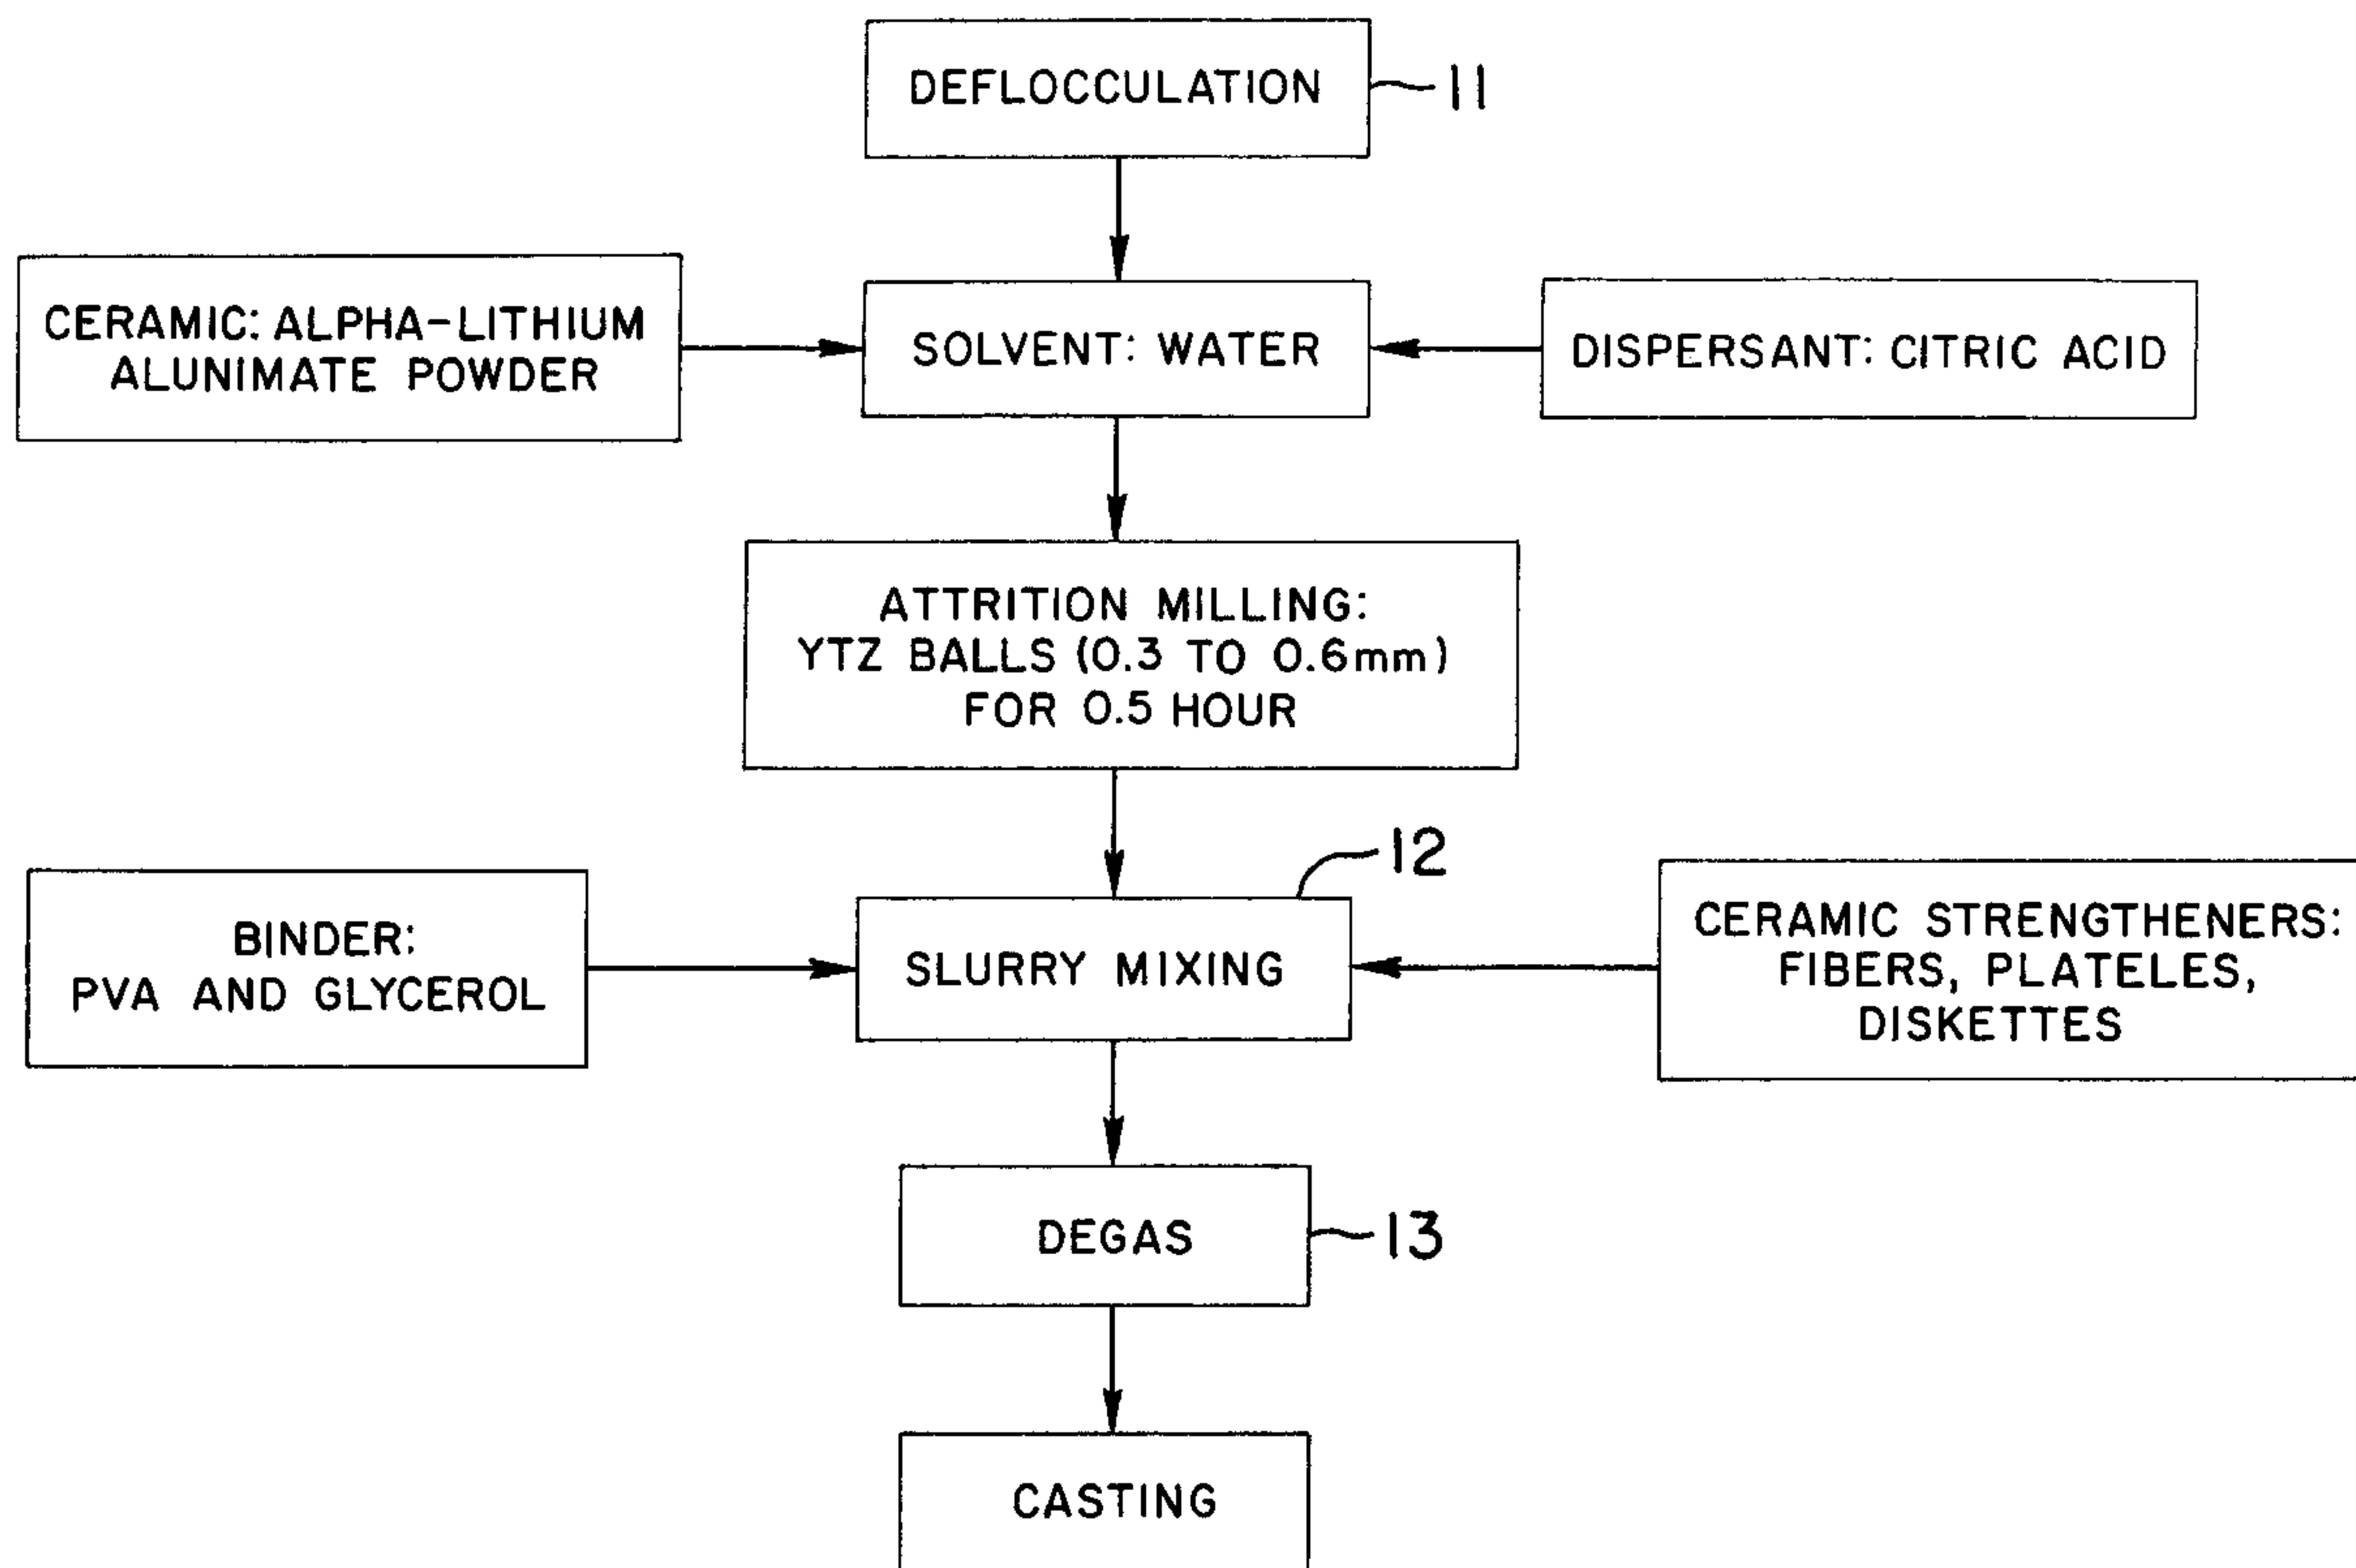 DEFLOCCULATION
11
CERAMIC: ALPHA-LITHIUM
ALUNIMATE POWDER
SOLVENT: WATER
DISPERSANT: CITRIC ACID
ATTRITION MILLING:
YTZ BALLS (0.3 TO 0.6mm)
FOR 0.5 HOUR
12
BINDER:
PVA AND GLYCEROL
SLURRY MIXING
CERAMIC STRENGTHENERS:
FIBERS, PLATELES,
DISKETTES
DEGAS
13
CASTING